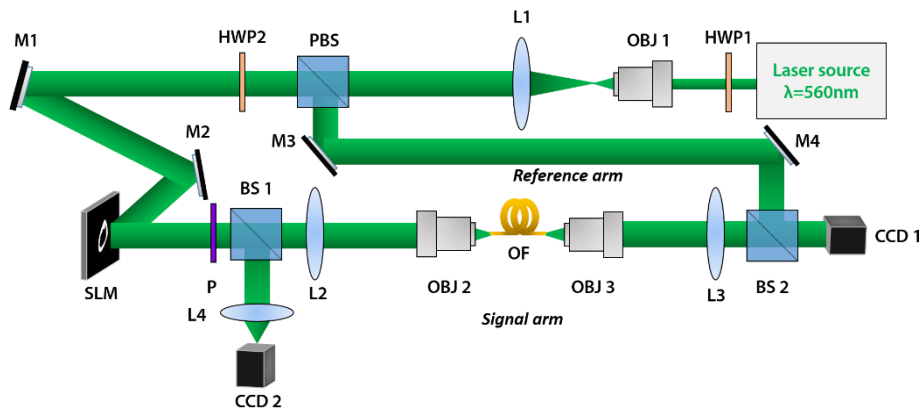 M1
HWP2
PBS
L1
OBJ 1
HWP1
Laser source
λ=560nm
M2
M3
M4
Reference arm
BS 1
SLM
P
L2
OBJ 2
OF
OBJ 3
L3
BS 2
CCD 1
L4
Signal arm
CCD 2